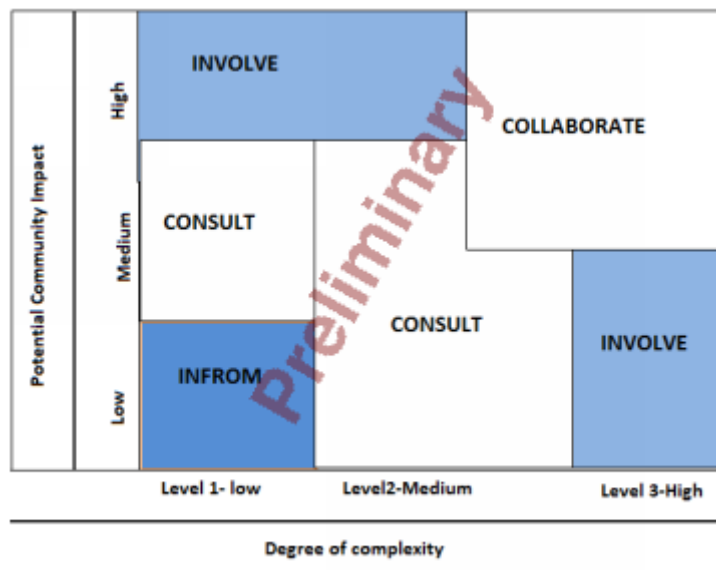 INVOLVE
COLLABORATE
CONSULT
CONSULT
INVOLVE
INFROM
Preliminary
Potential Community Impact
High
Medium
Low
Level 1- low
Level2-Medium
Level 3-High
Degree of complexity